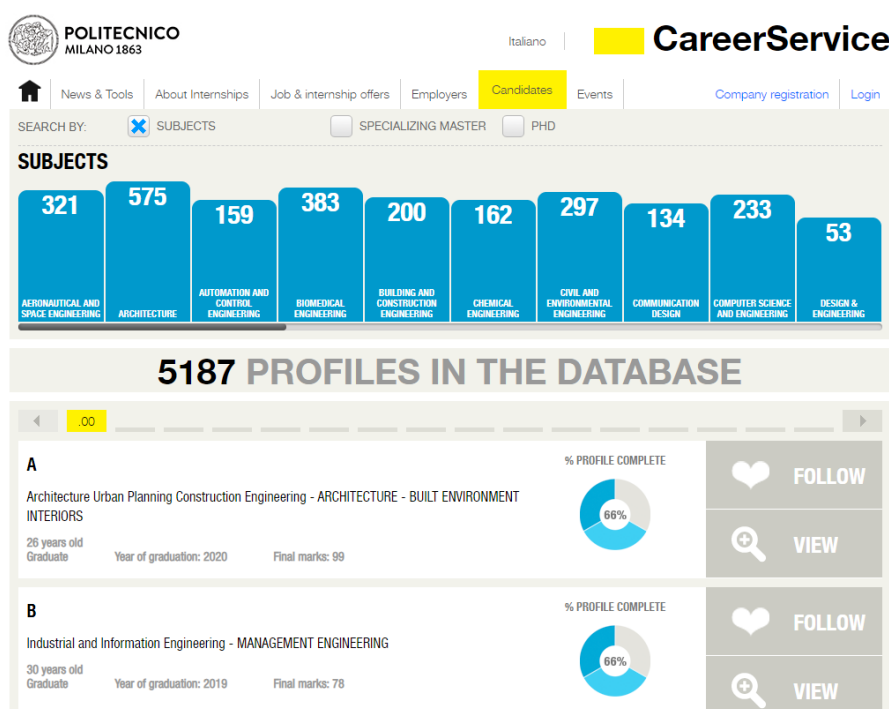 POLITECNICO
MILANO 1863
Italiano
CareerService
News & Tools
About Internships
Job & internship offers
Employers
Candidates
Events
Company registration
Login
SEARCH BY:
SUBJECTS
SPECIALIZING MASTER
PHD
SUBJECTS
321
AERONAUTICAL AND
SPACE ENGINEERING
575
ARCHITECTURE
159
AUTOMATION AND
CONTROL
ENGINEERING
383
BIOMEDICAL
ENGINEERING
200
BUILDING AND
CONSTRUCTION
ENGINEERING
162
CHEMICAL
ENGINEERING
297
CIVIL AND
ENVIRONMENTAL
ENGINEERING
134
COMMUNICATION
DESIGN
233
COMPUTER SCIENCE
AND ENGINEERING
53
DESIGN &
ENGINEERING
5187 PROFILES IN THE DATABASE
.00
A
Architecture Urban Planning Construction Engineering - ARCHITECTURE - BUILT ENVIRONMENT
INTERIORS
26 years old
Graduate
Year of graduation: 2020
Final marks: 99
% PROFILE COMPLETE
66%
FOLLOW
VIEW
B
Industrial and Information Engineering - MANAGEMENT ENGINEERING
30 years old
Graduate
Year of graduation: 2019
Final marks: 78
% PROFILE COMPLETE
66%
FOLLOW
VIEW